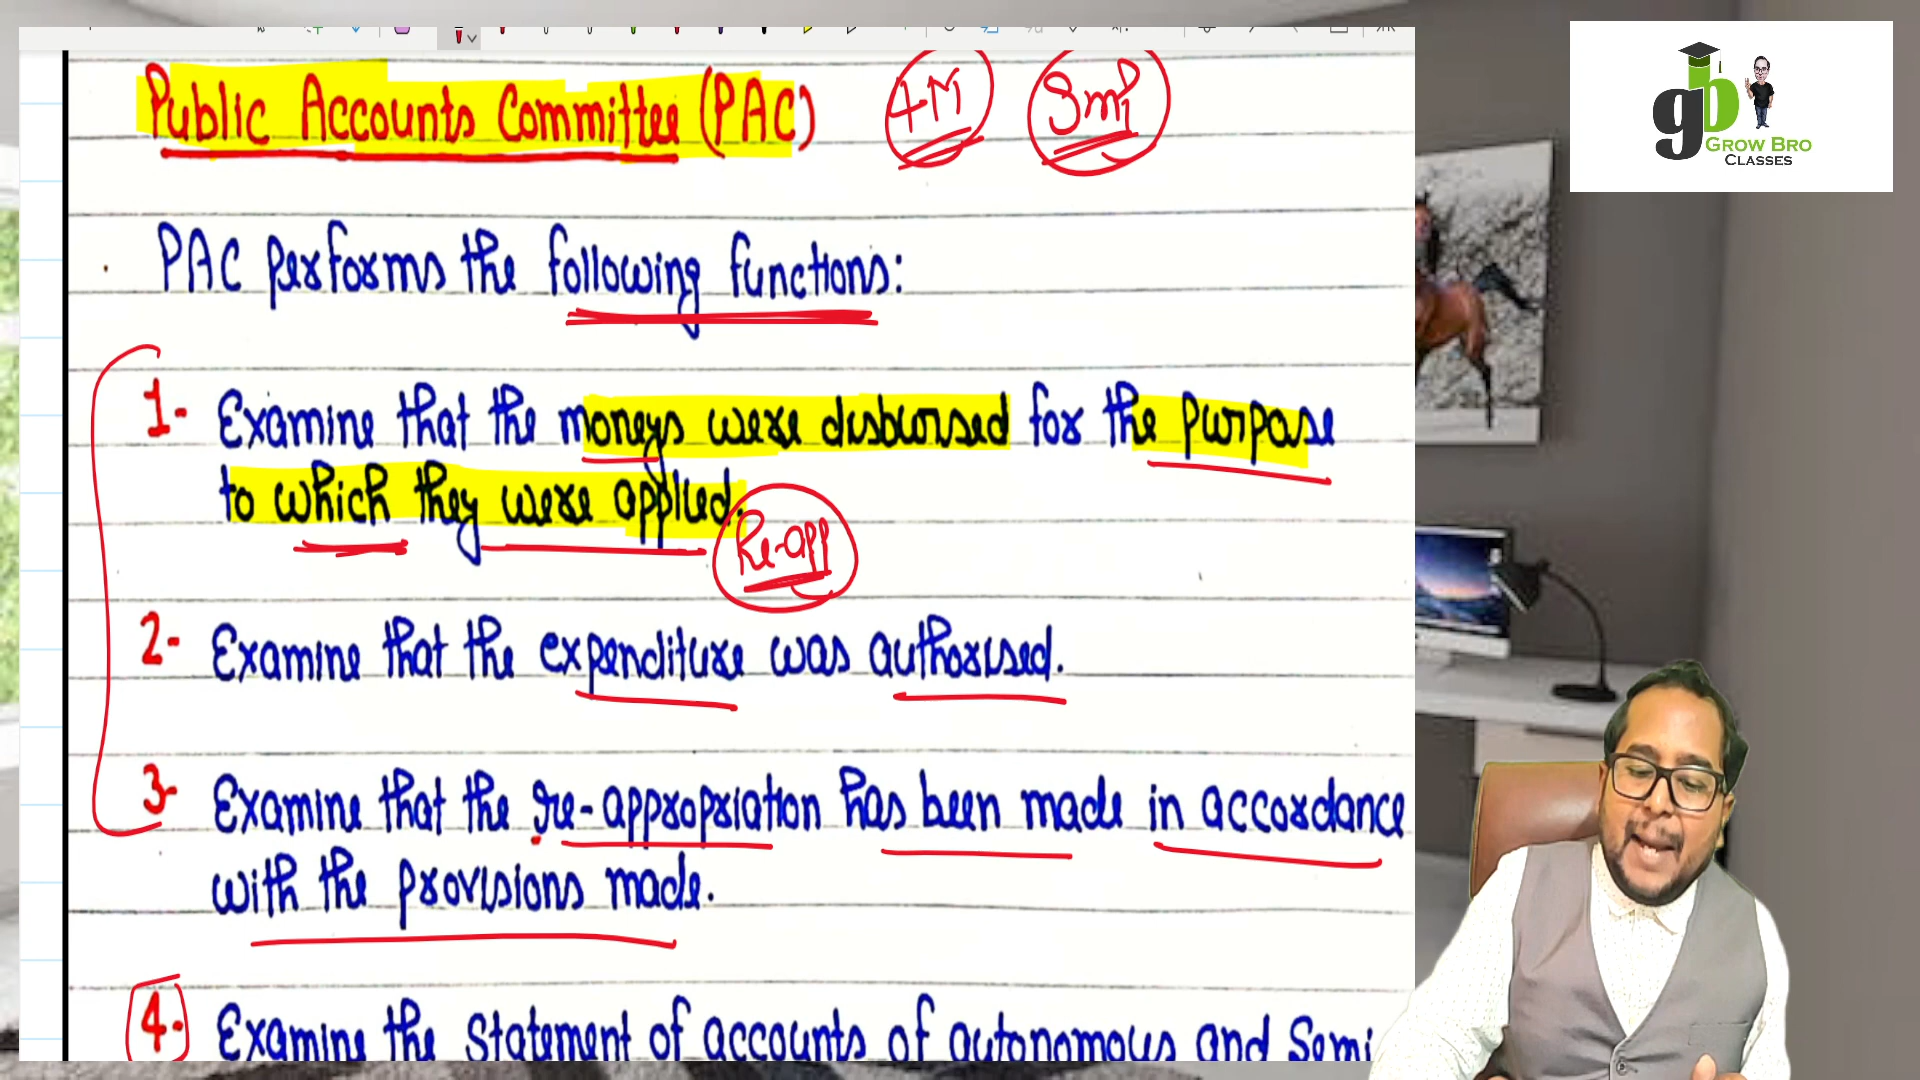 Public Accounts Committee (PAC) 4M 3mp
PAC performs the following functions:
1- Examine that the moneys were disbursed for the purpose
to which they were applied.
Re-app
2- Examine that the expenditure was authorised.
3- Examine that the re-appropriation has been made in accordance
with the provisions made.
4- Examine the Statement of accounts of autonomous and Semi
gb
GROW BRO
CLASSES